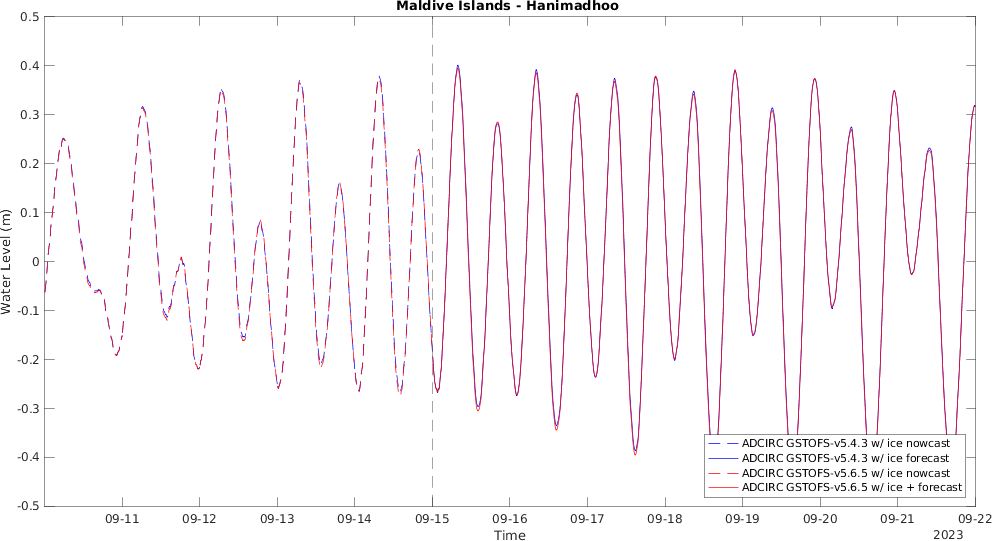 Maldive Islands - Hanimadhoo
0.5
0.4
0.3
0.2
0.1
0
-0.1
-0.2
-0.3
-0.4
-0.5
Water Level (m)
ADCIRC GSTOFS-v5.4.3 w/ ice nowcast
ADCIRC GSTOFS-v5.4.3 w/ ice forecast
ADCIRC GSTOFS-v5.6.5 w/ ice nowcast
ADCIRC GSTOFS-v5.6.5 w/ ice + forecast
09-11 09-12 09-13 09-14 09-15 09-16 09-17 09-18 09-19 09-20 09-21 09-22
Time
2023